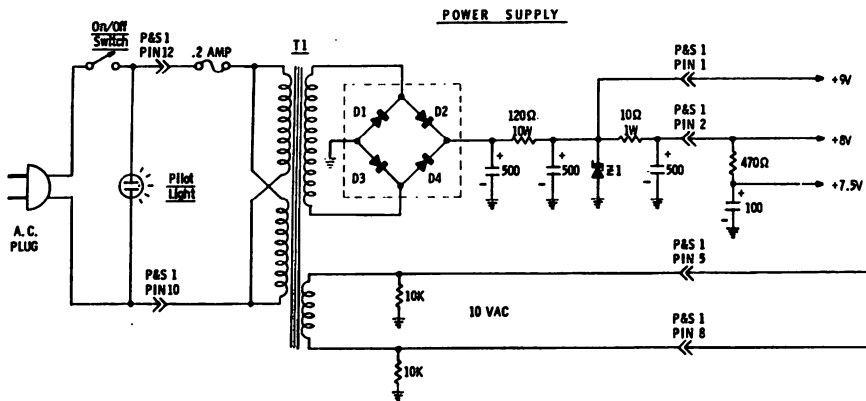 POWER SUPPLY
On/Off
Switch
P&S 1
PIN 12
.2 AMP
T1
P&S 1
PIN 1
+9V
D1
D2
120Ω
10W
10Ω
1W
P&S 1
PIN 2
+8V
D3
D4
+
500
-
+
500
-
Z1
+
500
-
470Ω
+7.5V
+
100
-
Pilot
Light
A.C.
PLUG
P&S 1
PIN 10
P&S 1
PIN 5
10K
10 VAC
P&S 1
PIN 8
10K